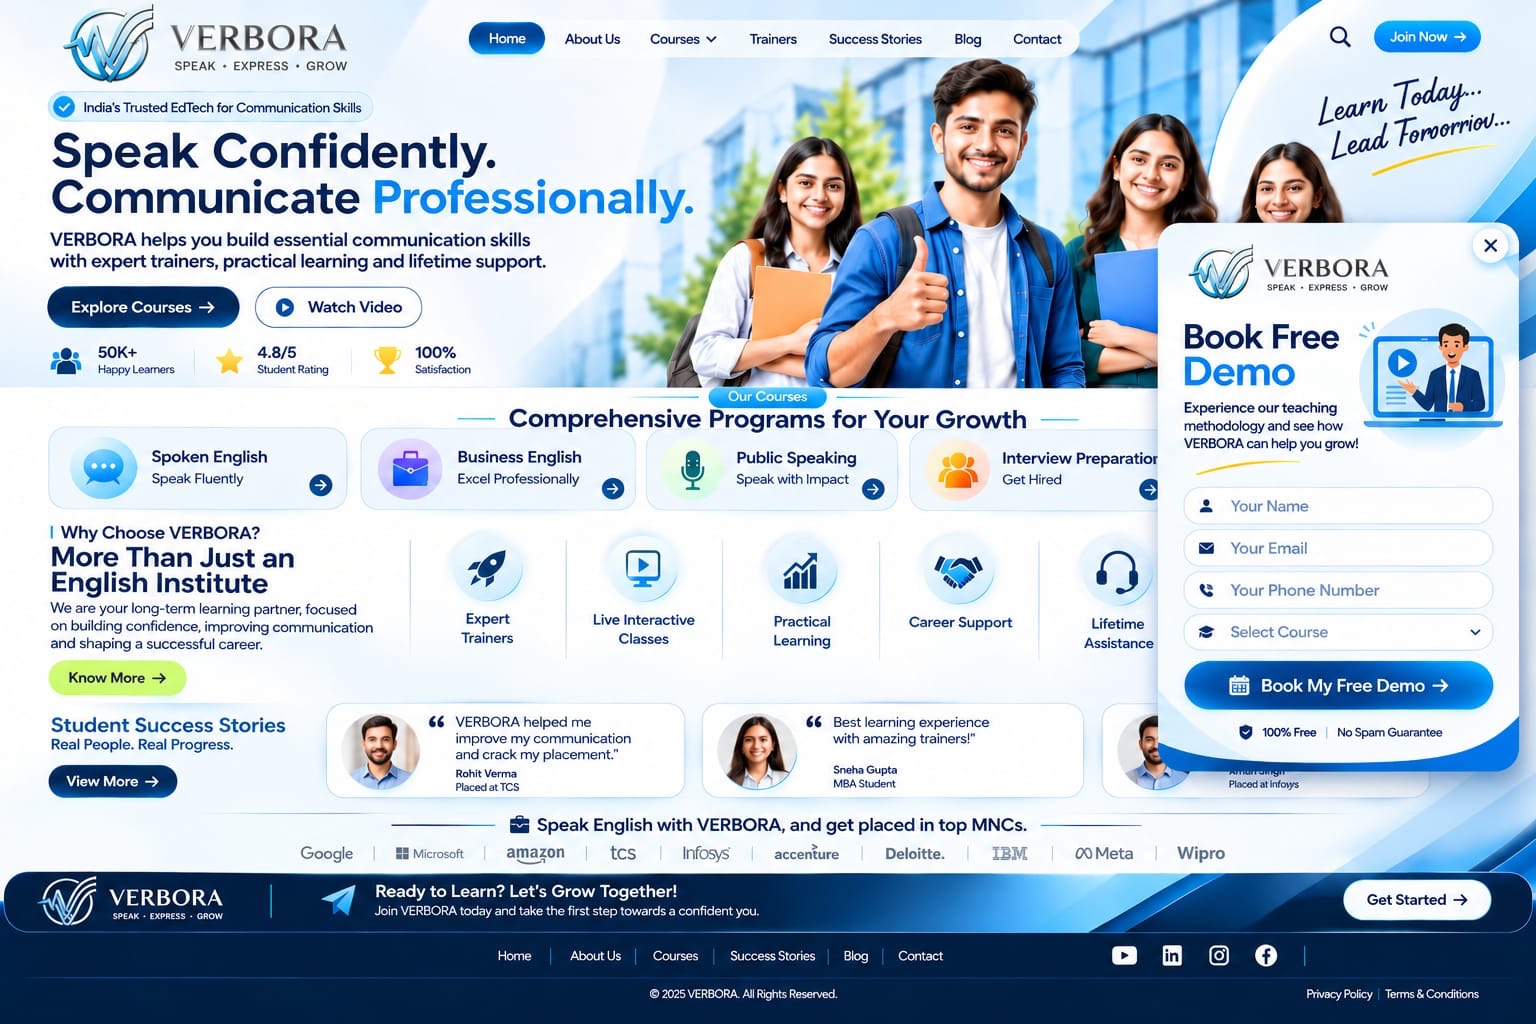 VERBORA
SPEAK • EXPRESS • GROW
Home
About Us
Courses
Trainers
Success Stories
Blog
Contact
Join Now →
India's Trusted EdTech for Communication Skills
Speak Confidently.
Communicate Professionally.
VERBORA helps you build essential communication skills
with expert trainers, practical learning and lifetime support.
Explore Courses →
Watch Video
50K+
Happy Learners
4.8/5
Student Rating
100%
Satisfaction
Learn Today...
Lead
VERBORA
SPEAK • EXPRESS • GROW
Book Free
Demo
Experience our teaching
methodology and see how
VERBORA can help you grow!
Your Name
Your Email
Your Phone Number
Select Course
Book My Free Demo →
100% Free | No Spam Guarantee
Our Courses
Comprehensive Programs for Your Growth
Spoken English
Speak Fluently
Business English
Excel Professionally
Public Speaking
Speak with Impact
Interview Preparation
Get Hired
Why Choose VERBORA?
More Than Just an
English Institute
We are your long-term learning partner, focused
on building confidence, improving communication
and shaping a successful career.
Know More →
Expert
Trainers
Live Interactive
Classes
Practical
Learning
Career Support
Lifetime
Assistance
Student Success Stories
Real People. Real Progress.
View More →
“ VERBORA helped me
improve my communication
and crack my placement.”
Rohit Verma
Placed at TCS
“ Best learning experience
with amazing trainers!”
Sneha Gupta
MBA Student
Placed at infoys
Speak English with VERBORA, and get placed in top MNCs.
Google
Microsoft
amazon
tcs
Infosys
accenture
Deloitte.
IBM
Meta
Wipro
VERBORA
SPEAK • EXPRESS • GROW
Ready to Learn? Let's Grow Together!
Join VERBORA today and take the first step towards a confident you.
Get Started →
Home
About Us
Courses
Success Stories
Blog
Contact
© 2025 VERBORA. All Rights Reserved.
Privacy Policy | Terms & Conditions